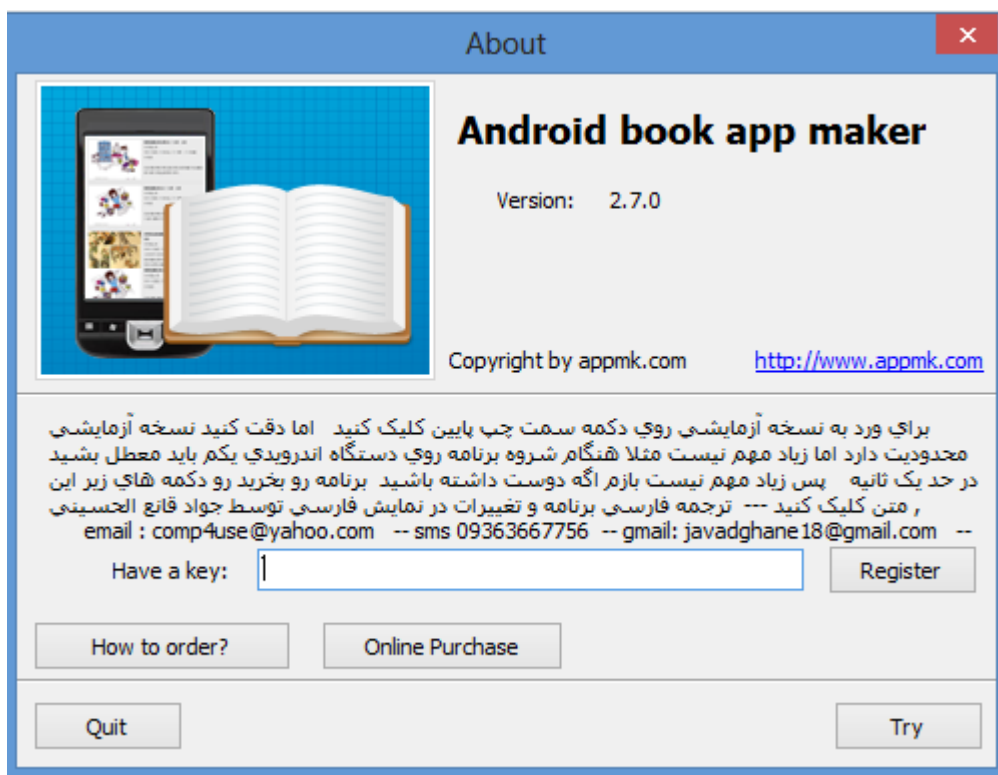 About
Android book app maker
Version: 2.7.0
Copyright by appmk.com http://www.appmk.com
براي ورد به نسخه آزمايشي روي دكمه سمت چپ پايين كليك كنيد اما دقت كنيد نسخه آزمايشي
محدوديت دارد اما زياد مهم نيست مثلا هنگام شروه برنامه روي دستگاه اندرويدي يكم بايد معطل بشيد
در حد يک ثانيه پس زياد مهم نيست بازم اگه دوست داشته باشيد برنامه رو بخريد رو دكمه هاي زير اين
متن كليک كنيد --- ترجمه فارسي برنامه و تغييرات در نمايش فارسي توسط جواد قانع الحسيني ,
email : comp4use@yahoo.com -- sms 09363667756 -- gmail: javadghane18@gmail.com --
Have a key: Register
How to order? Online Purchase
Quit Try